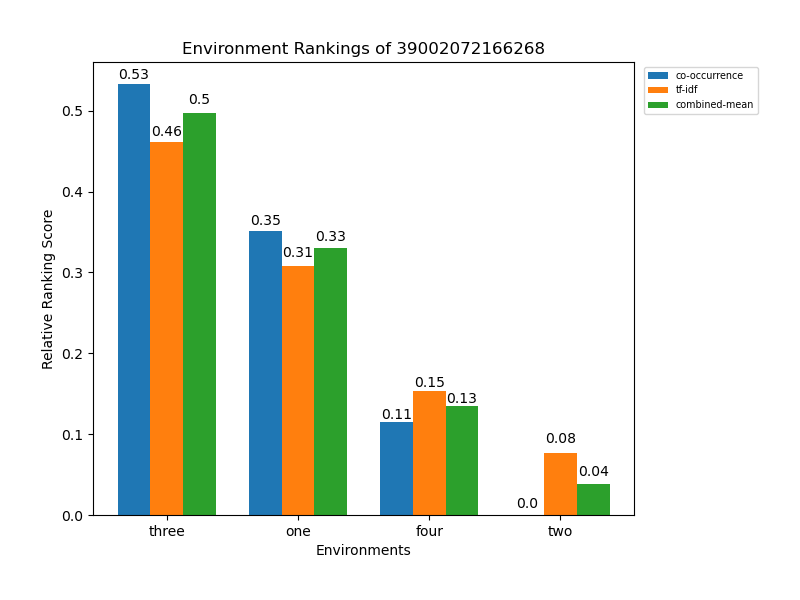 Environment Rankings of 39002072166268
co-occurrence
tf-idf
combined-mean
Relative Ranking Score
0.5
0.4
0.3
0.2
0.1
0.0
0.53
0.46
0.5
0.35
0.31
0.33
0.11
0.15
0.13
0.0
0.08
0.04
three one four two
Environments